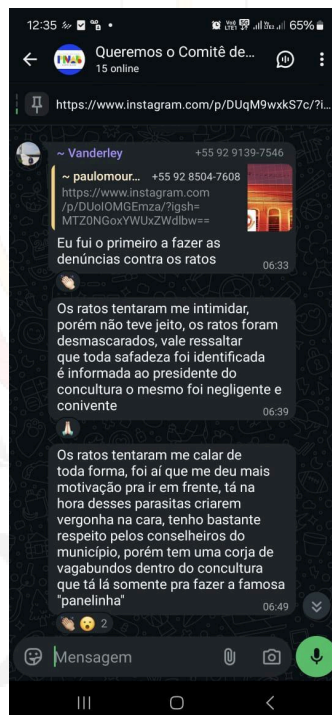 12:35
65%
Queremos o Comitê de...
15 online
https://www.instagram.com/p/DUqM9wxkS7c/?i...
~ Vanderley +55 92 9139-7546
~ paulomour... +55 92 8504-7608
https://www.instagram.com
/p/DUoIOMGEmza/?igsh=
MTZ0NGoxYWUxZWdlbw==
Eu fui o primeiro a fazer as
denúncias contra os ratos
06:33
Os ratos tentaram me intimidar,
porém não teve jeito, os ratos foram
desmascarados, vale ressaltar
que toda safadeza foi identificada
é informada ao presidente do
concultura o mesmo foi negligente e
conivente
06:39
Os ratos tentaram me calar de
toda forma, foi aí que me deu mais
motivação pra ir em frente, tá na
hora desses parasitas criarem
vergonha na cara, tenho bastante
respeito pelos conselheiros do
município, porém tem uma corja de
vagabundos dentro do concultura
que tá lá somente pra fazer a famosa
"panelinha"
06:49
2
Mensagem